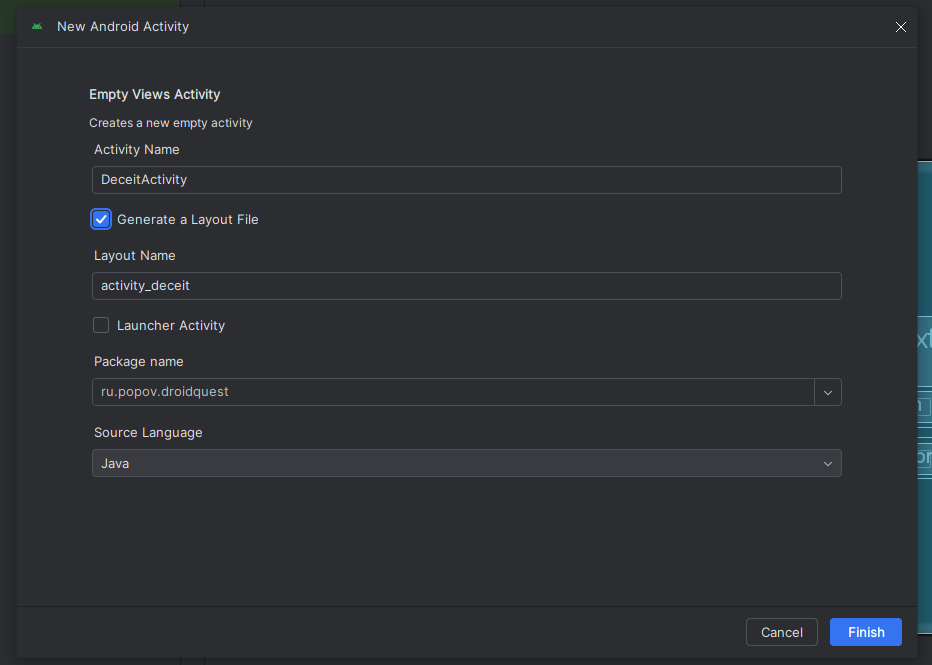 New Android Activity
Empty Views Activity
Creates a new empty activity
Activity Name
DeceitActivity
Generate a Layout File
Layout Name
activity_deceit
Launcher Activity
Package name
ru.popov.droidquest
Source Language
Java
Cancel
Finish